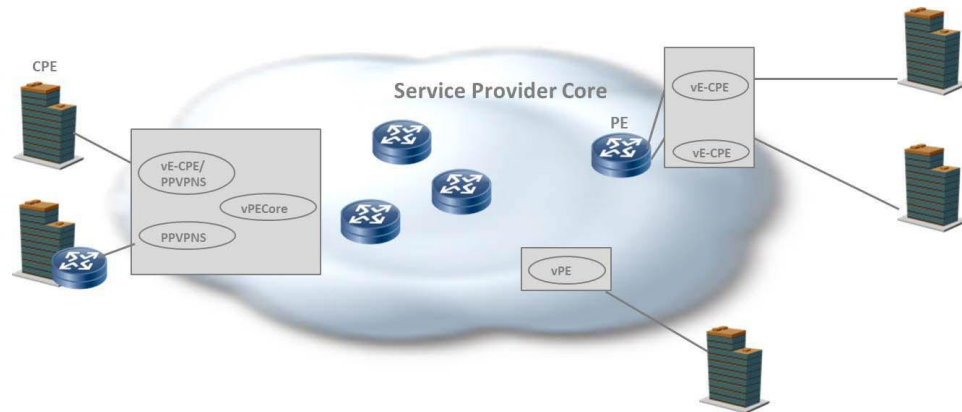 CPE
Service Provider Core
vE-CPE
PE
vE-CPE/
PPVPNS
vE-CPE
vPECore
PPVPNS
vPE